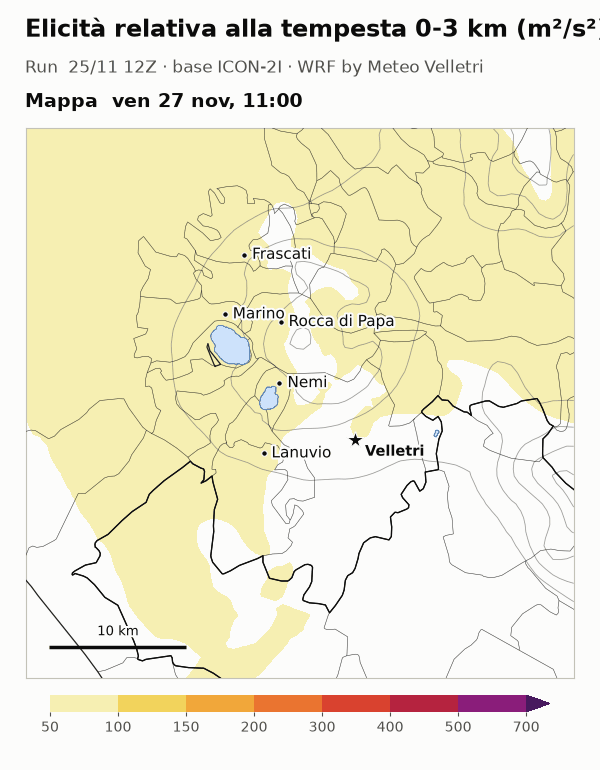 Elicità relativa alla tempesta 0-3 km (m²/s²)
Run 25/11 12Z · base ICON-2I · WRF by Meteo Velletri
Mappa ven 27 nov, 11:00
Frascati
Marino
Rocca di Papa
Nemi
Velletri
Lanuvio
10 km
50 100 150 200 300 400 500 700